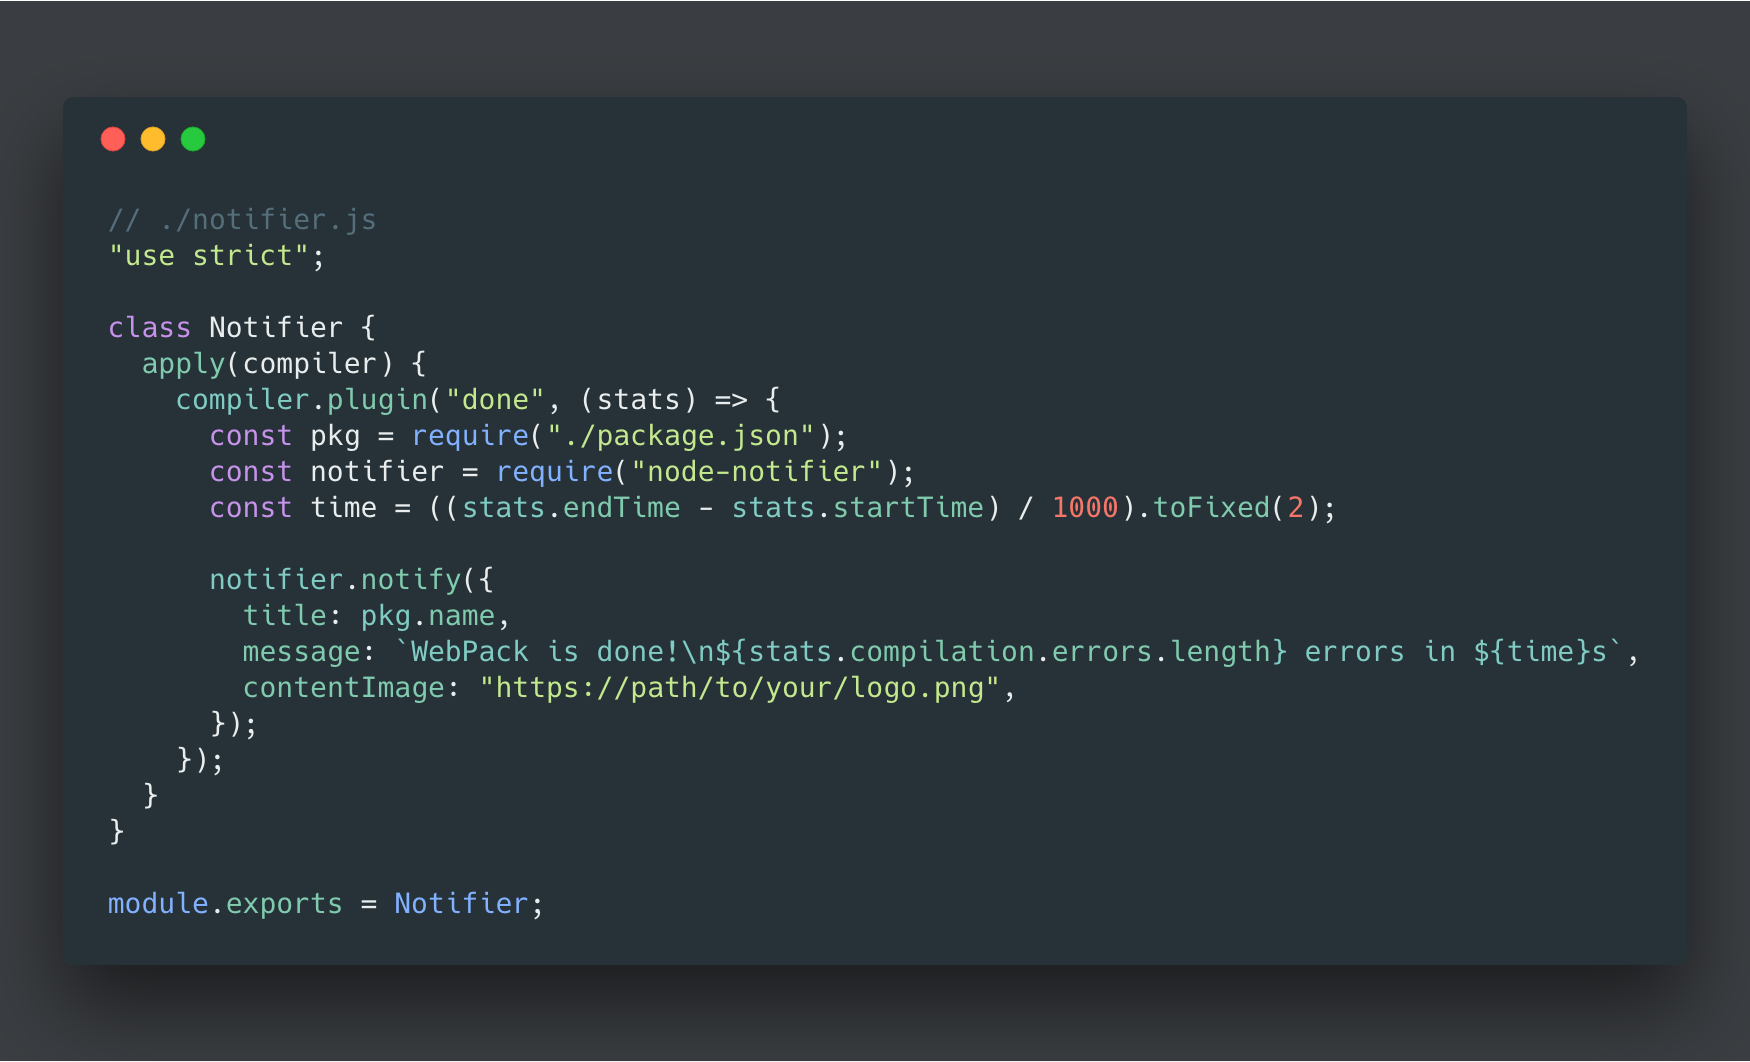 // ./notifier.js
"use strict";

class Notifier {
  apply(compiler) {
    compiler.plugin("done", (stats) => {
      const pkg = require("./package.json");
      const notifier = require("node-notifier");
      const time = ((stats.endTime - stats.startTime) / 1000).toFixed(2);

      notifier.notify({
        title: pkg.name,
        message: `WebPack is done!\n${stats.compilation.errors.length} errors in ${time}s`,
        contentImage: "https://path/to/your/logo.png",
      });
    });
  }
}

module.exports = Notifier;